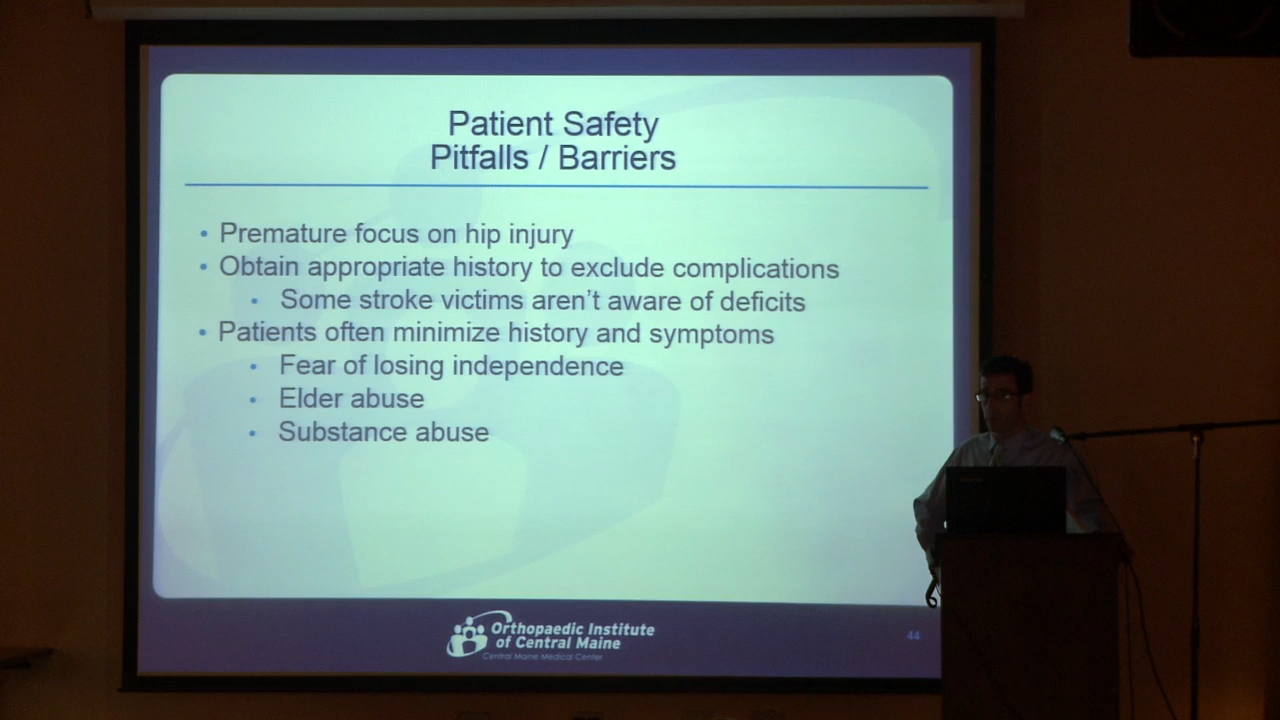 Patient Safety
Pitfalls / Barriers
• Premature focus on hip injury
• Obtain appropriate history to exclude complications
• Some stroke victims aren't aware of deficits
• Patients often minimize history and symptoms
• Fear of losing independence
• Elder abuse
• Substance abuse
Orthopaedic Institute
of Central Maine
Central Maine Medical Center
44